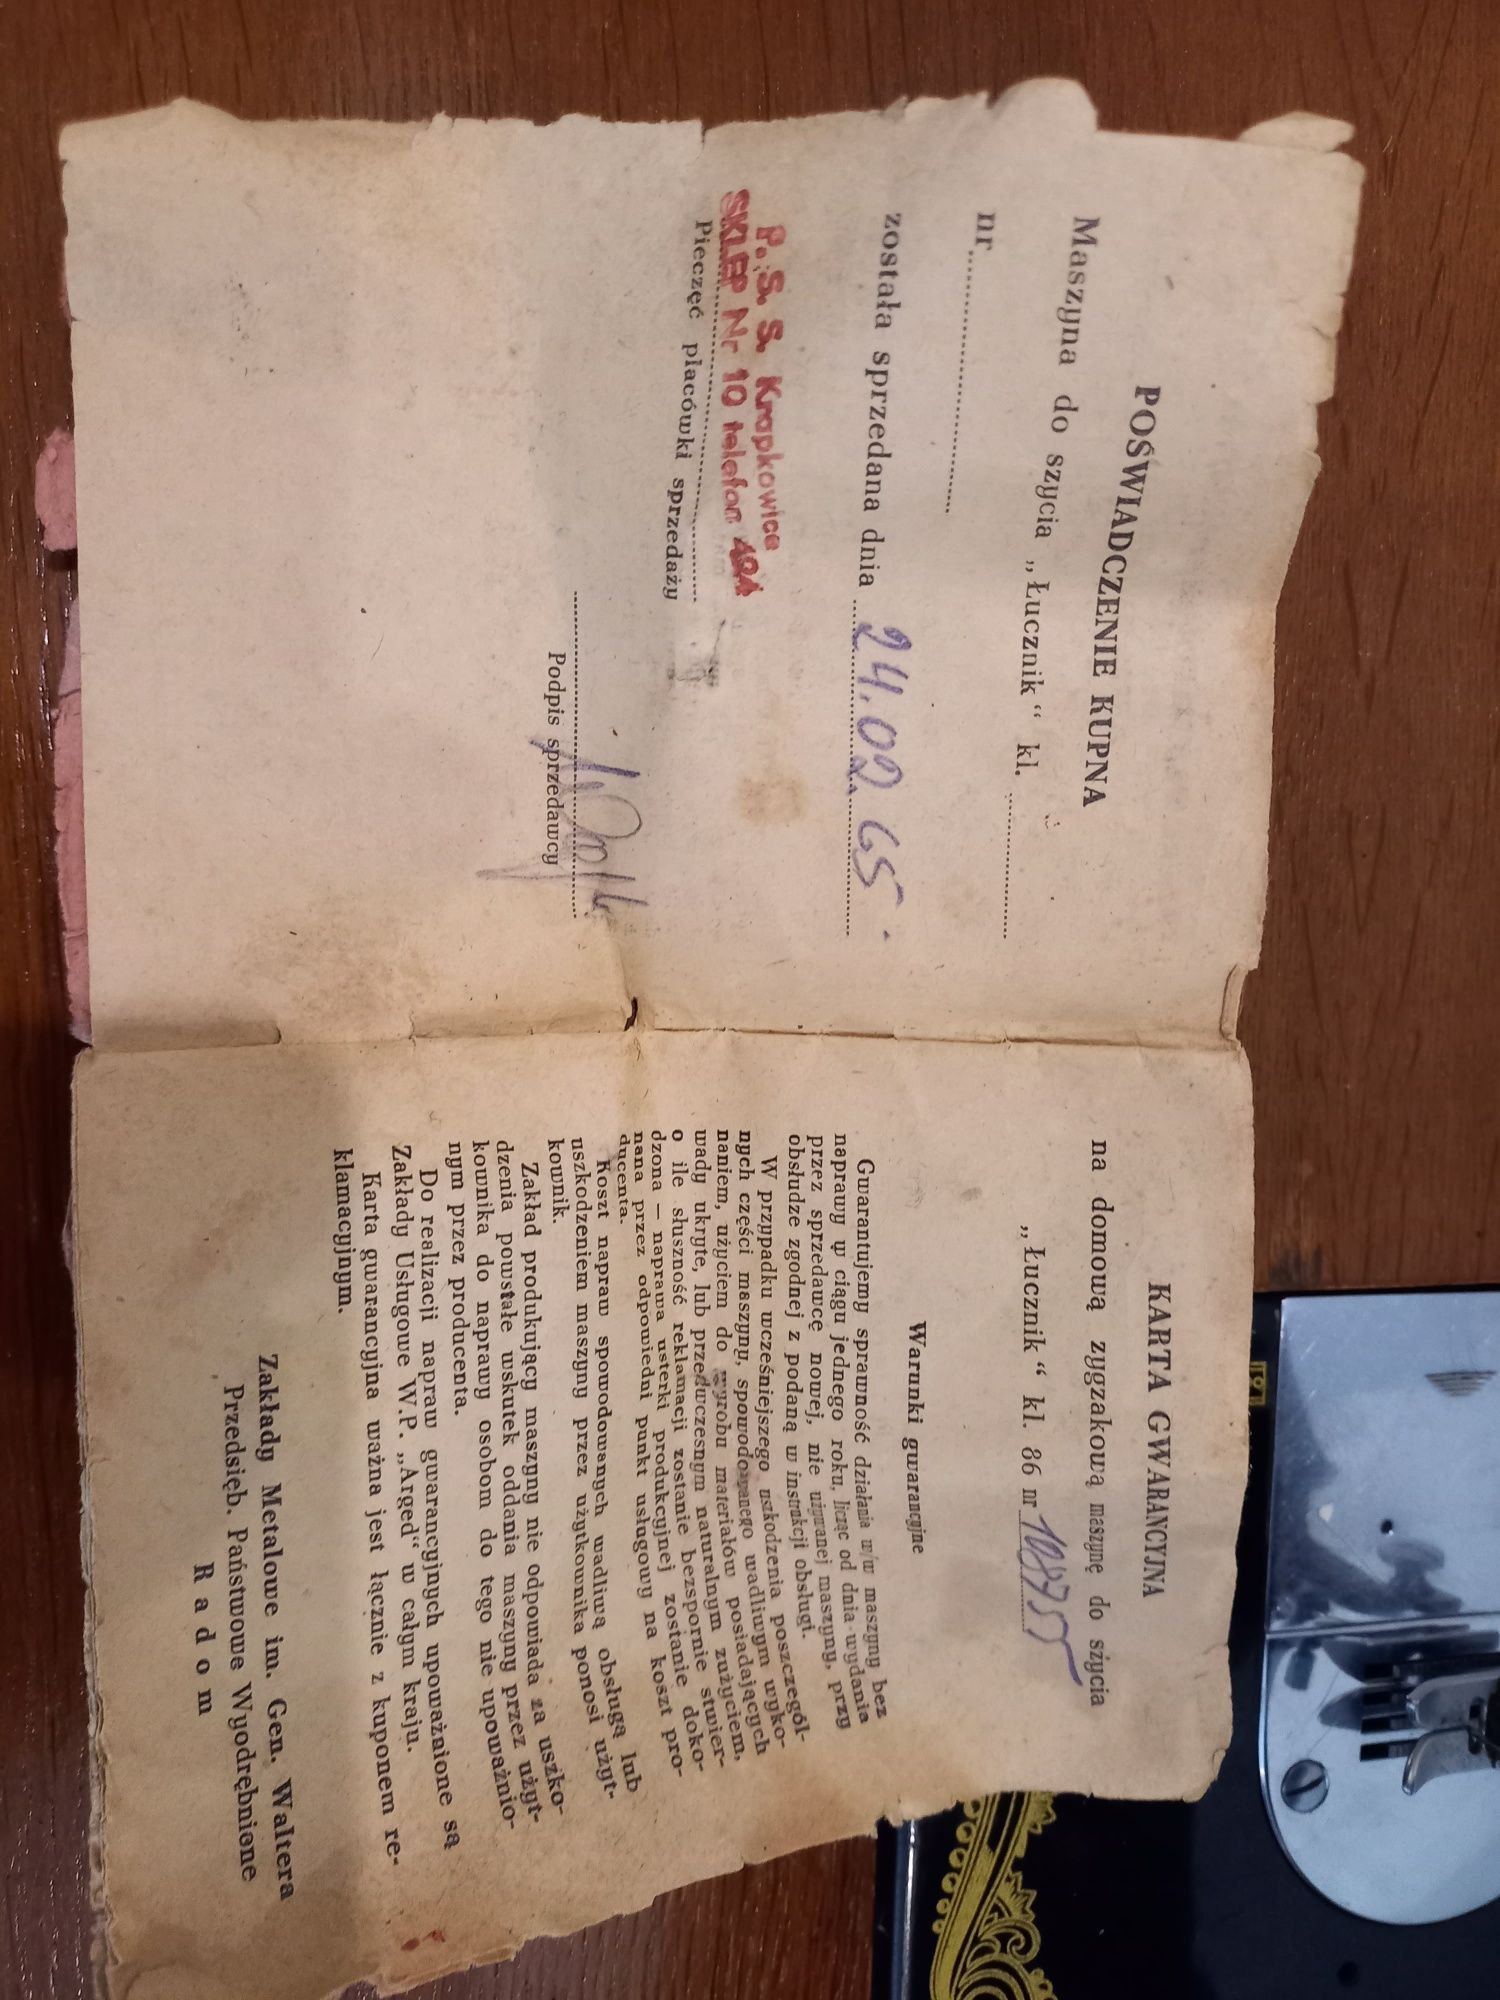 POŚWIADCZENIE KUPNA
Maszyna do szycia „Łucznik“ kl. ....................
nr ....................
została sprzedana dnia 24.02.65.
P. S. S. Krapkowice
SKLEP Nr 10 telefon 494
Pieczęć placówki sprzedaży
Podpis sprzedawcy
KARTA GWARANCYJNA
na domową zygzakową maszynę do szycia
„Łucznik“ kl. 86 nr 108755
Warunki gwarancyjne
Gwarantujemy sprawność działania w/w maszyny bez
naprawy w ciągu jednego roku, licząc od dnia wydania
przez sprzedawcę nowej, nie używanej maszyny, przy
obsłudze zgodnej z podaną w instrukcji obsługi.
W przypadku wcześniejszego uszkodzenia poszczegól-
nych części maszyny, spowodowanego wadliwym wyko-
naniem, użyciem do wyrobu materiałów posiadających
wady ukryte, lub przedwczesnym naturalnym zużyciem,
o ile słuszność reklamacji zostanie bezspornie stwier-
dzona — naprawa usterki produkcyjnej zostanie doko-
nana przez odpowiedni punkt usługowy na koszt pro-
ducenta.
Koszt napraw spowodowanych wadliwą obsługą lub
uszkodzeniem maszyny przez użytkownika ponosi użyt-
kownik.
Zakład produkujący maszyny nie odpowiada za uszko-
dzenia powstałe wskutek oddania maszyny przez użyt-
kownika do naprawy osobom do tego nie upoważnio-
nym przez producenta.
Do realizacji napraw gwarancyjnych upoważnione są
Zakłady Usługowe W.P. „Arged“ w całym kraju.
Karta gwarancyjna ważna jest łącznie z kuponem re-
klamacyjnym.
Zakłady Metalowe im. Gen. Waltera
Przedsięb. Państwowe Wyodrębnione
Radom